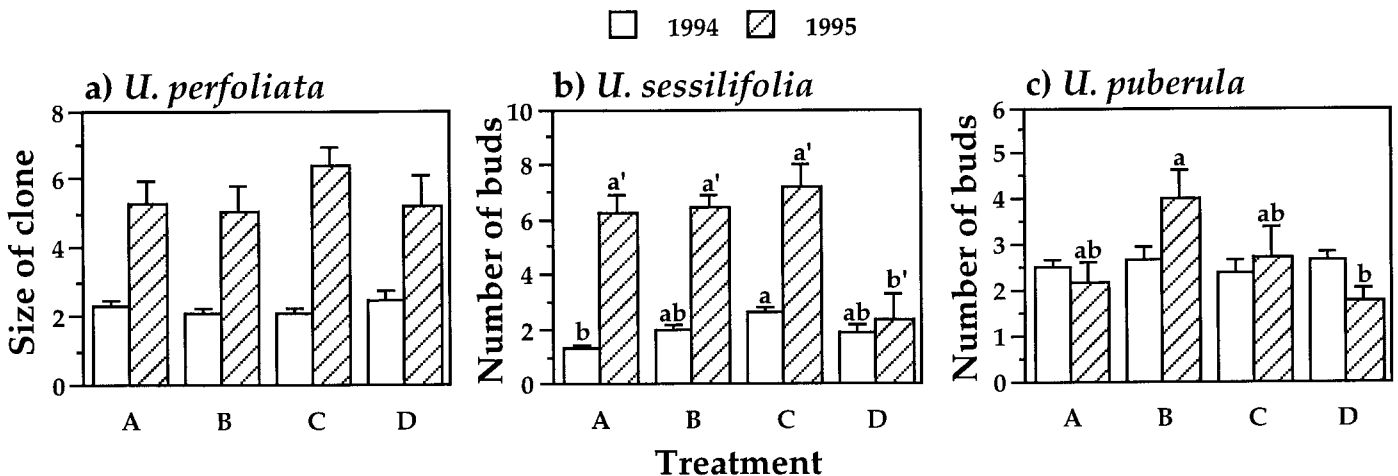 1994 1995
a) U. perfoliata
b) U. sessilifolia
c) U. puberula
Size of clone
8
6
4
2
0
A B C D
Number of buds
10
8
6
4
2
0
b a' ab a' a a' ab b'
A B C D
Number of buds
6
5
4
3
2
1
0
ab a ab b
A B C D
Treatment